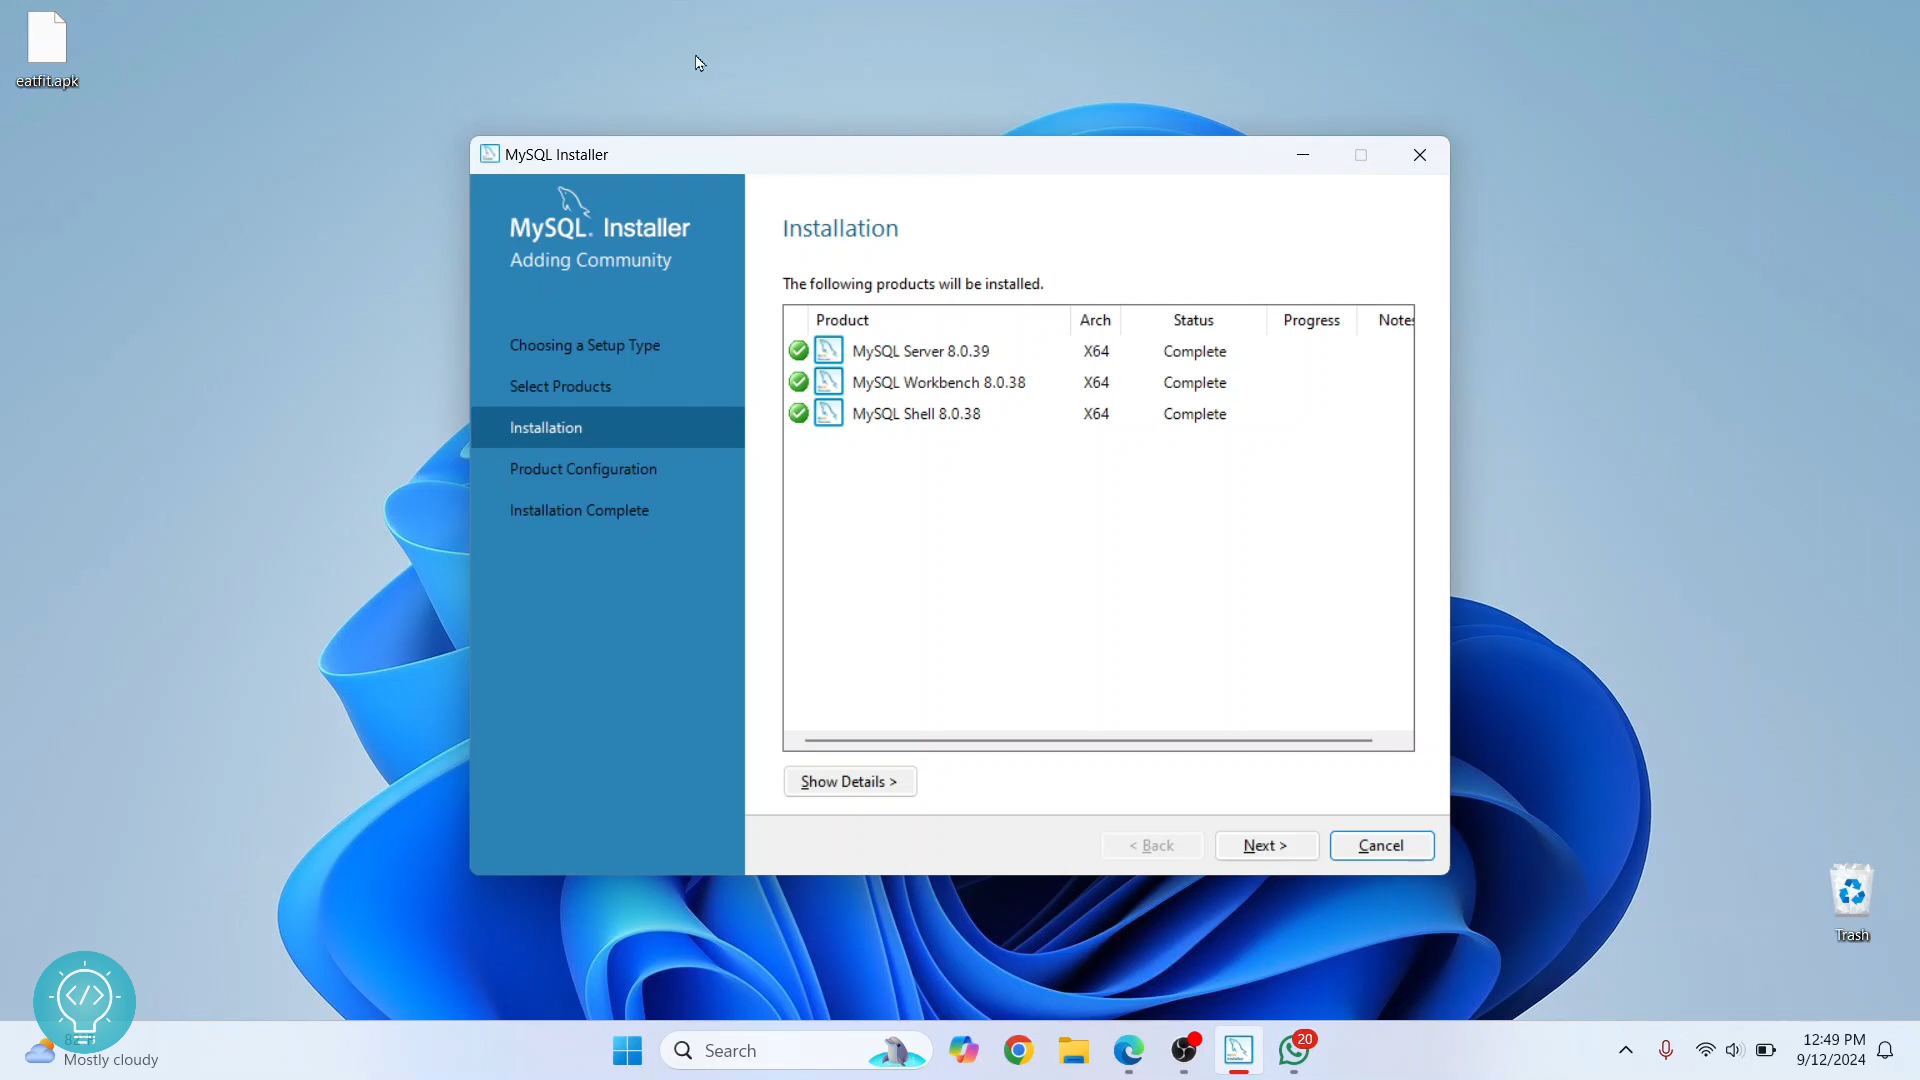 eatfit.apk
MySQL Installer
MySQL. Installer
Adding Community
Choosing a Setup Type
Select Products
Installation
Product Configuration
Installation Complete
Installation
The following products will be installed.
Product Arch Status Progress Notes
MySQL Server 8.0.39 X64 Complete
MySQL Workbench 8.0.38 X64 Complete
MySQL Shell 8.0.38 X64 Complete
Show Details >
< Back Next > Cancel
Trash
</>
Mostly cloudy
Search
20
12:49 PM
9/12/2024